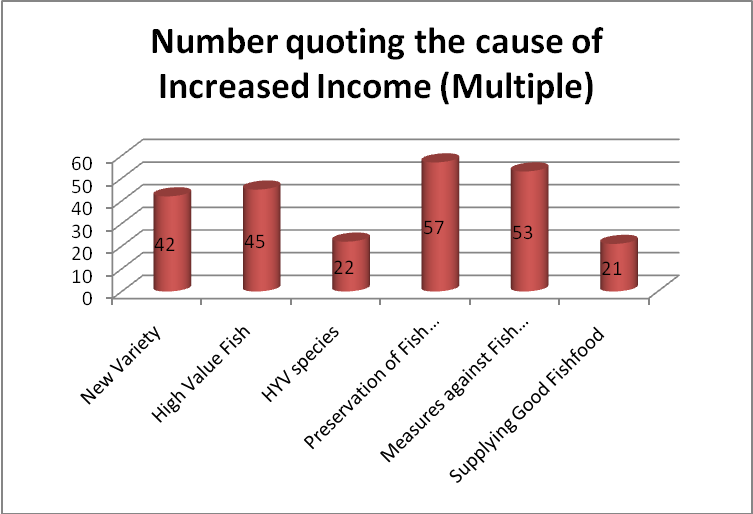 Number quoting the cause of
Increased Income (Multiple)
60
50
40
30
20
10
0
42
45
22
57
53
21
New Variety
High Value Fish
HYV species
Preservation of Fish...
Measures against Fish...
Supplying Good Fishfood